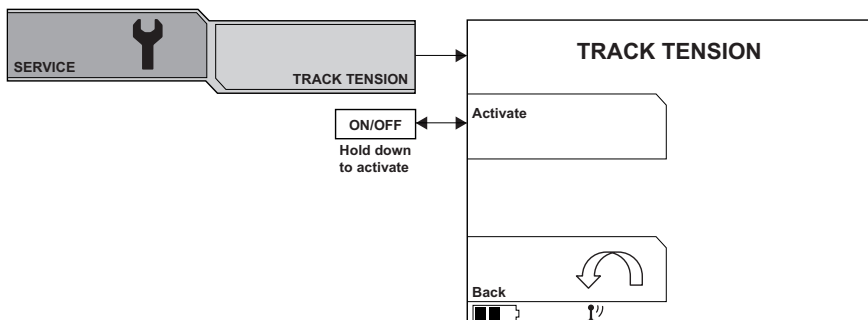 SERVICE
TRACK TENSION
TRACK TENSION
ON/OFF
Hold down
to activate
Activate
Back